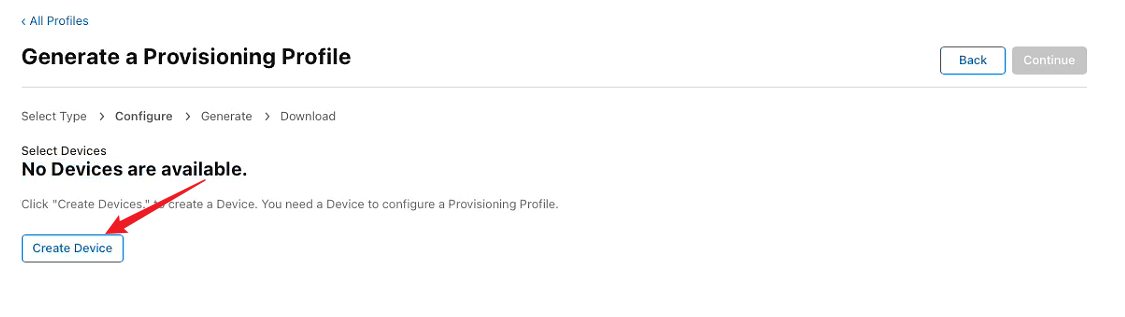 ‹ All Profiles
Generate a Provisioning Profile
Back
Continue
Select Type > Configure > Generate > Download
Select Devices
No Devices are available.
Click "Create Devices." to create a Device. You need a Device to configure a Provisioning Profile.
Create Device